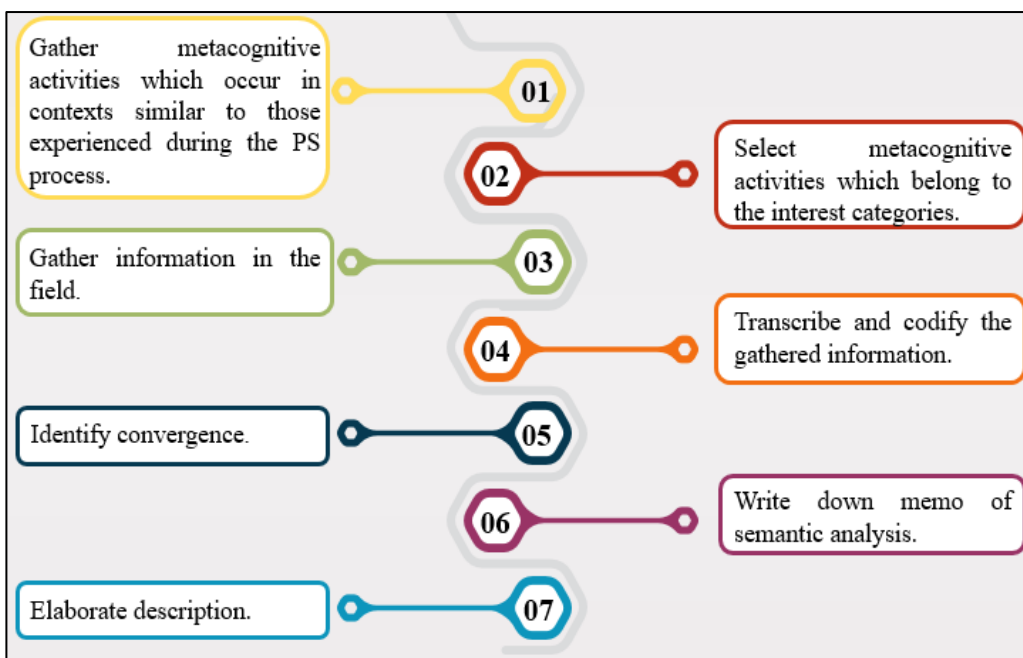 Gather metacognitive
activities which occur in
contexts similar to those
experienced during the PS
process.
01
02
Select metacognitive
activities which belong to
the interest categories.
Gather information in the
field.
03
04
Transcribe and codify the
gathered information.
Identify convergence.
05
06
Write down memo of
semantic analysis.
Elaborate description.
07